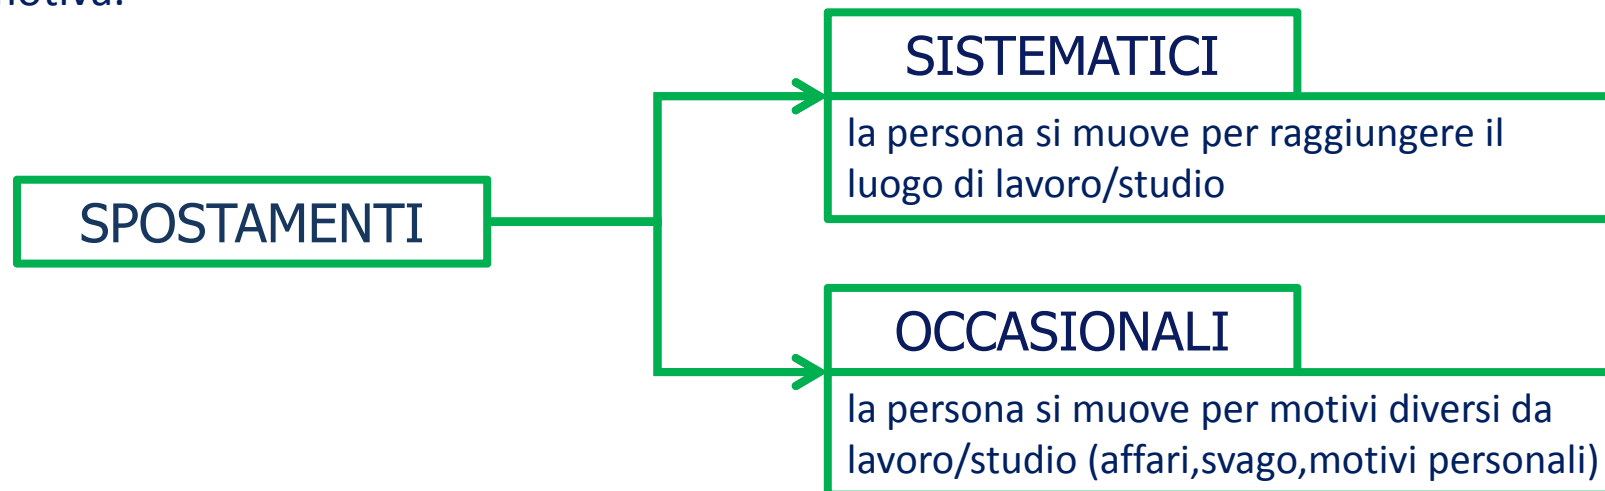 SISTEMATICI
la persona si muove per raggiungere il
luogo di lavoro/studio
SPOSTAMENTI
OCCASIONALI
la persona si muove per motivi diversi da
lavoro/studio (affari,svago,motivi personali)